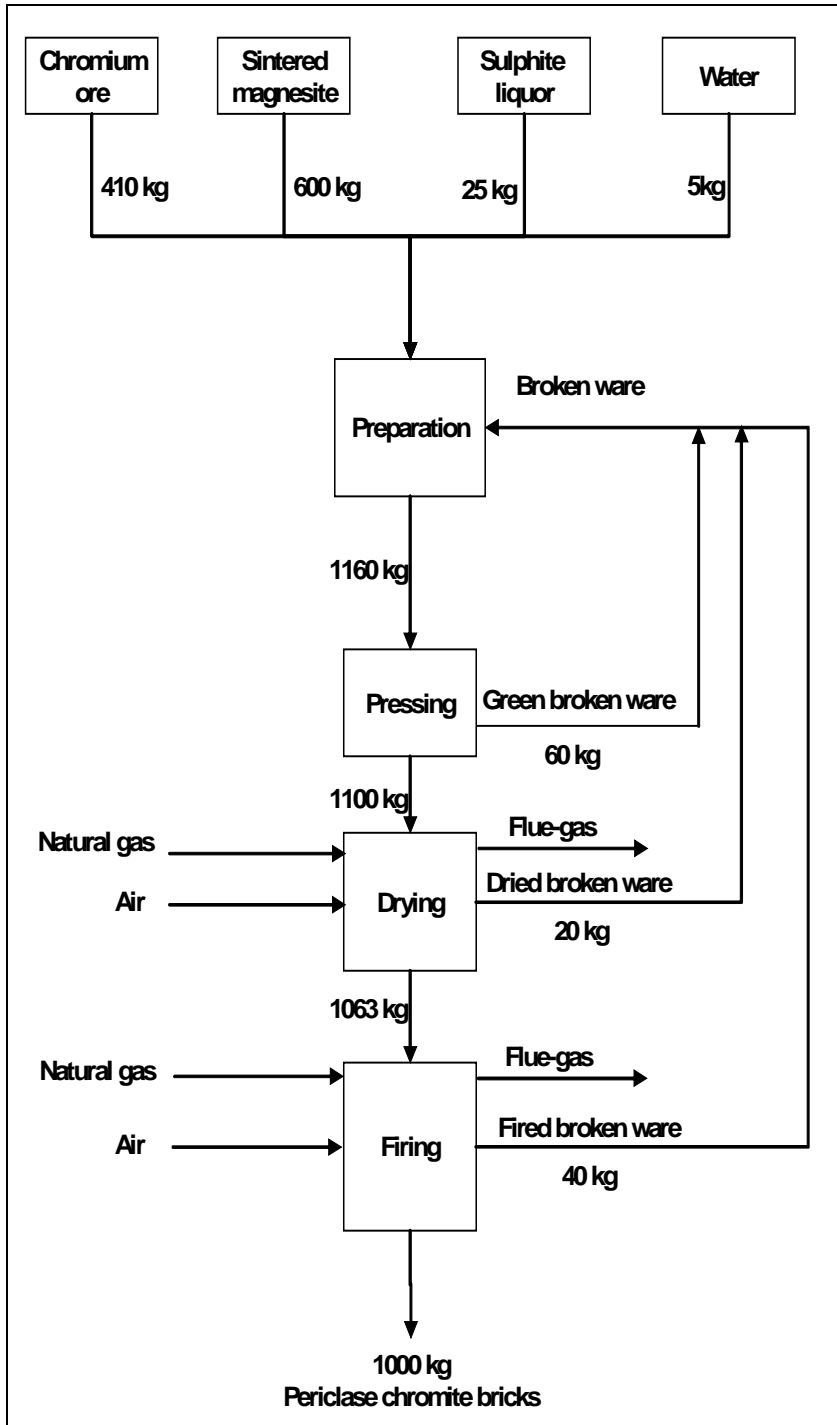 Chromium
ore
Sintered
magnesite
Sulphite
liquor
Water
410 kg
600 kg
25 kg
5kg
Broken ware
Preparation
1160 kg
Pressing
Green broken ware
60 kg
1100 kg
Natural gas
Flue-gas
Air
Drying
Dried broken ware
20 kg
1063 kg
Natural gas
Flue-gas
Air
Firing
Fired broken ware
40 kg
1000 kg
Periclase chromite bricks